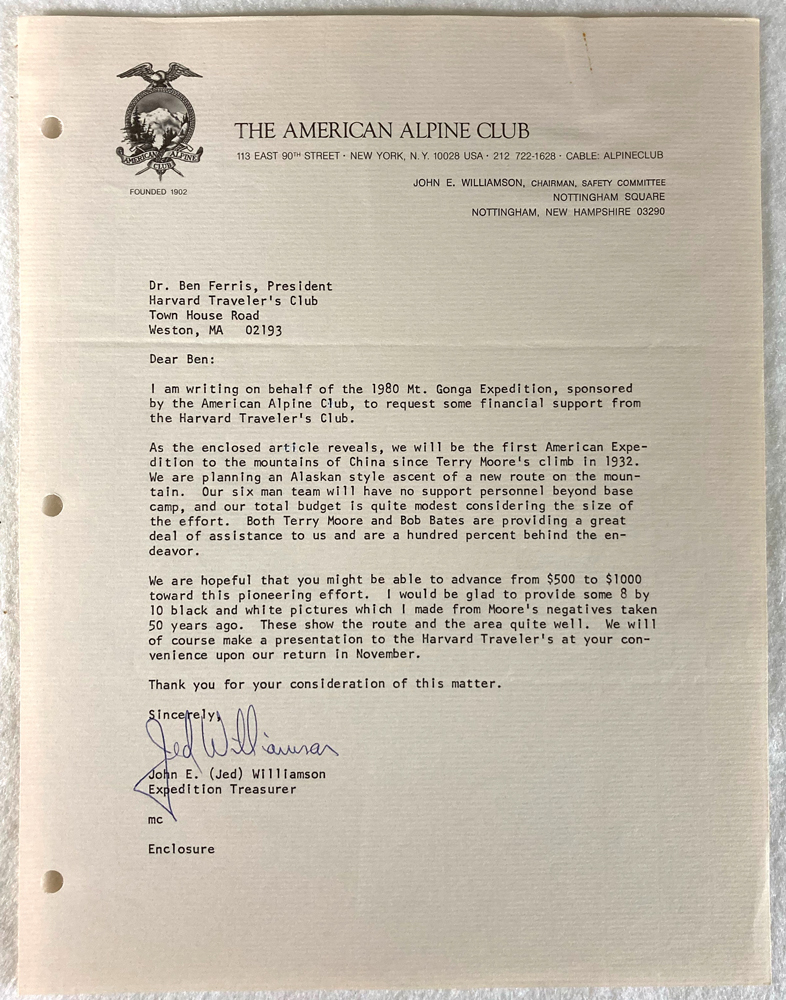 AMERICAN ALPINE CLUB
FOUNDED 1902
THE AMERICAN ALPINE CLUB
113 EAST 90TH STREET · NEW YORK, N.Y. 10028 USA · 212 722-1628 · CABLE: ALPINECLUB
JOHN E. WILLIAMSON, CHAIRMAN, SAFETY COMMITTEE
NOTTINGHAM SQUARE
NOTTINGHAM, NEW HAMPSHIRE 03290
Dr. Ben Ferris, President
Harvard Traveler's Club
Town House Road
Weston, MA 02193
Dear Ben:
I am writing on behalf of the 1980 Mt. Gonga Expedition, sponsored
by the American Alpine Club, to request some financial support from
the Harvard Traveler's Club.
As the enclosed article reveals, we will be the first American Expe-
dition to the mountains of China since Terry Moore's climb in 1932.
We are planning an Alaskan style ascent of a new route on the moun-
tain. Our six man team will have no support personnel beyond base
camp, and our total budget is quite modest considering the size of
the effort. Both Terry Moore and Bob Bates are providing a great
deal of assistance to us and are a hundred percent behind the en-
deavor.
We are hopeful that you might be able to advance from $500 to $1000
toward this pioneering effort. I would be glad to provide some 8 by
10 black and white pictures which I made from Moore's negatives taken
50 years ago. These show the route and the area quite well. We will
of course make a presentation to the Harvard Traveler's at your con-
venience upon our return in November.
Thank you for your consideration of this matter.
Sincerely,
Jed Williamson
John E. (Jed) Williamson
Expedition Treasurer
mc
Enclosure